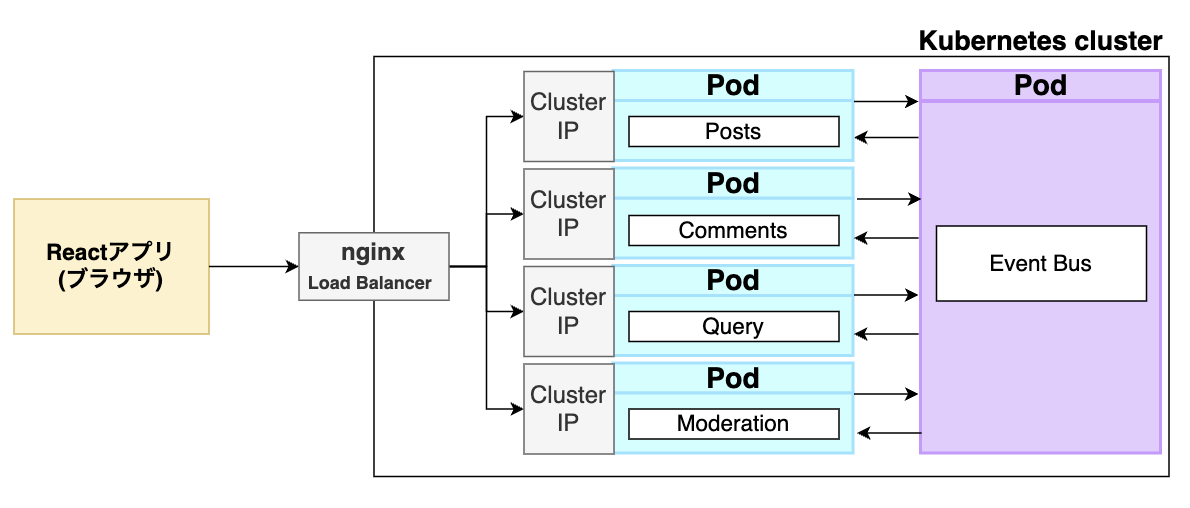 Kubernetes cluster
Reactアプリ
(ブラウザ)
nginx
Load Balancer
Cluster
IP
Pod
Posts
Cluster
IP
Pod
Comments
Cluster
IP
Pod
Query
Cluster
IP
Pod
Moderation
Pod
Event Bus